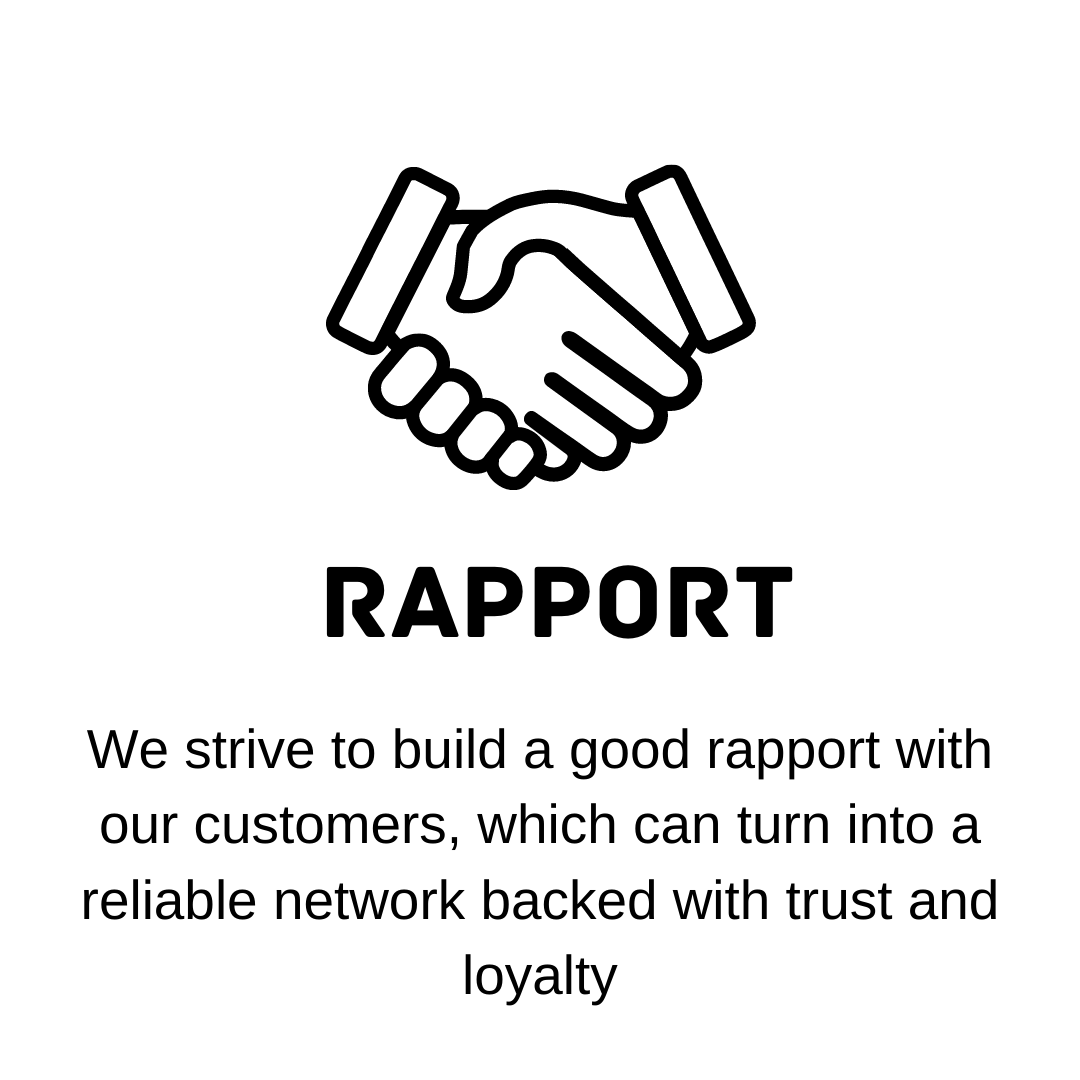 RAPPORT
We strive to build a good rapport with
our customers, which can turn into a
reliable network backed with trust and
loyalty